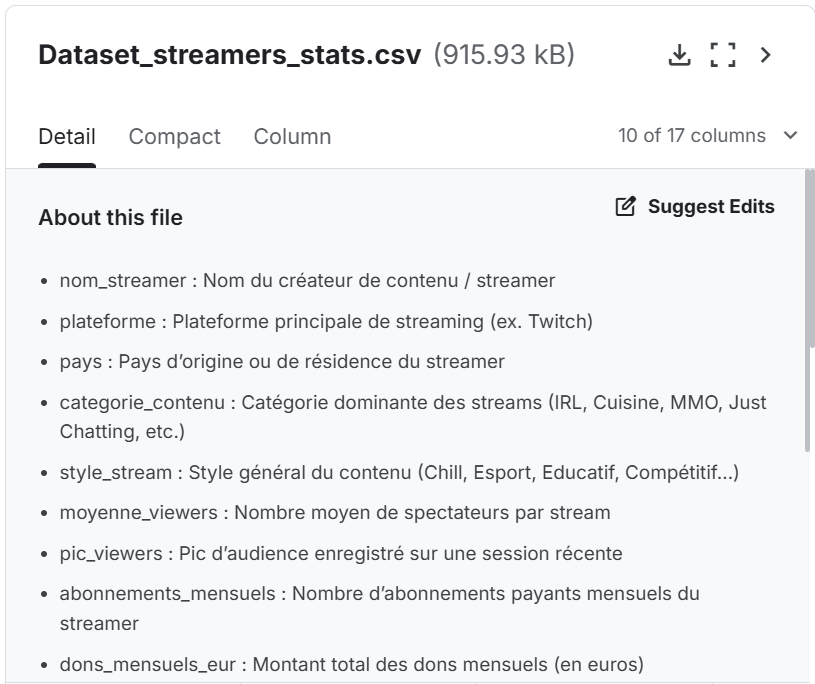 Dataset_streamers_stats.csv (915.93 kB)
Detail Compact Column 10 of 17 columns
Suggest Edits
About this file
• nom_streamer : Nom du créateur de contenu / streamer
• plateforme : Plateforme principale de streaming (ex. Twitch)
• pays : Pays d’origine ou de résidence du streamer
• categorie_contenu : Catégorie dominante des streams (IRL, Cuisine, MMO, Just
Chatting, etc.)
• style_stream : Style général du contenu (Chill, Esport, Educatif, Compétitif...)
• moyenne_viewers : Nombre moyen de spectateurs par stream
• pic_viewers : Pic d’audience enregistré sur une session récente
• abonnements_mensuels : Nombre d’abonnements payants mensuels du
streamer
• dons_mensuels_eur : Montant total des dons mensuels (en euros)